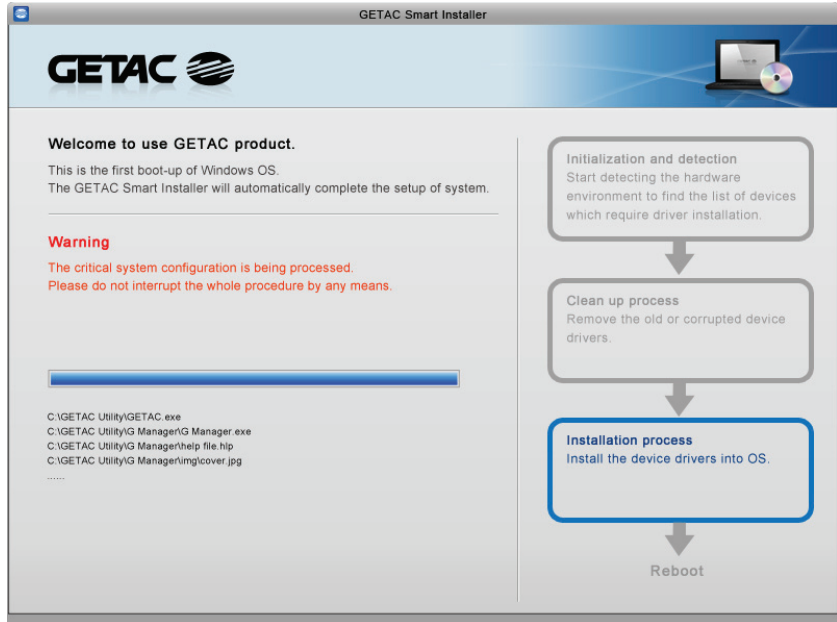 GETAC Smart Installer
GETAC
Welcome to use GETAC product.
This is the first boot-up of Windows OS.
The GETAC Smart Installer will automatically complete the setup of system.
Warning
The critical system configuration is being processed.
Please do not interrupt the whole procedure by any means.
C:\GETAC Utility\GETAC.exe
C:\GETAC Utility\G Manager\G Manager.exe
C:\GETAC Utility\G Manager\help file.hlp
C:\GETAC Utility\G Manager\img\cover.jpg
......
Initialization and detection
Start detecting the hardware
environment to find the list of devices
which require driver installation.
Clean up process
Remove the old or corrupted device
drivers.
Installation process
Install the device drivers into OS.
Reboot